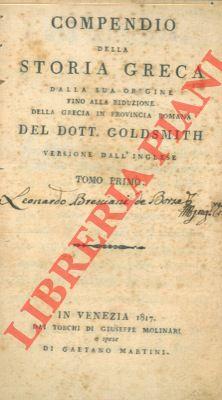 COMPENDIO
DELLA
STORIA GRECA
DALLA SUA ORIGINE
FINO ALLA RIDUZIONE
DELLA GRECIA IN PROVINCIA ROMANA
DEL DOTT. GOLDSMITH
VERSIONE DALL'INGLESE
TOMO PRIMO.
Leonardo Bresciani de Borsa
IN VENEZIA 1817.
DAI TORCHI DI GIUSEPPE MOLINARI
a spese
DI GAETANO MARTINI.
LIBRERIA PIANI